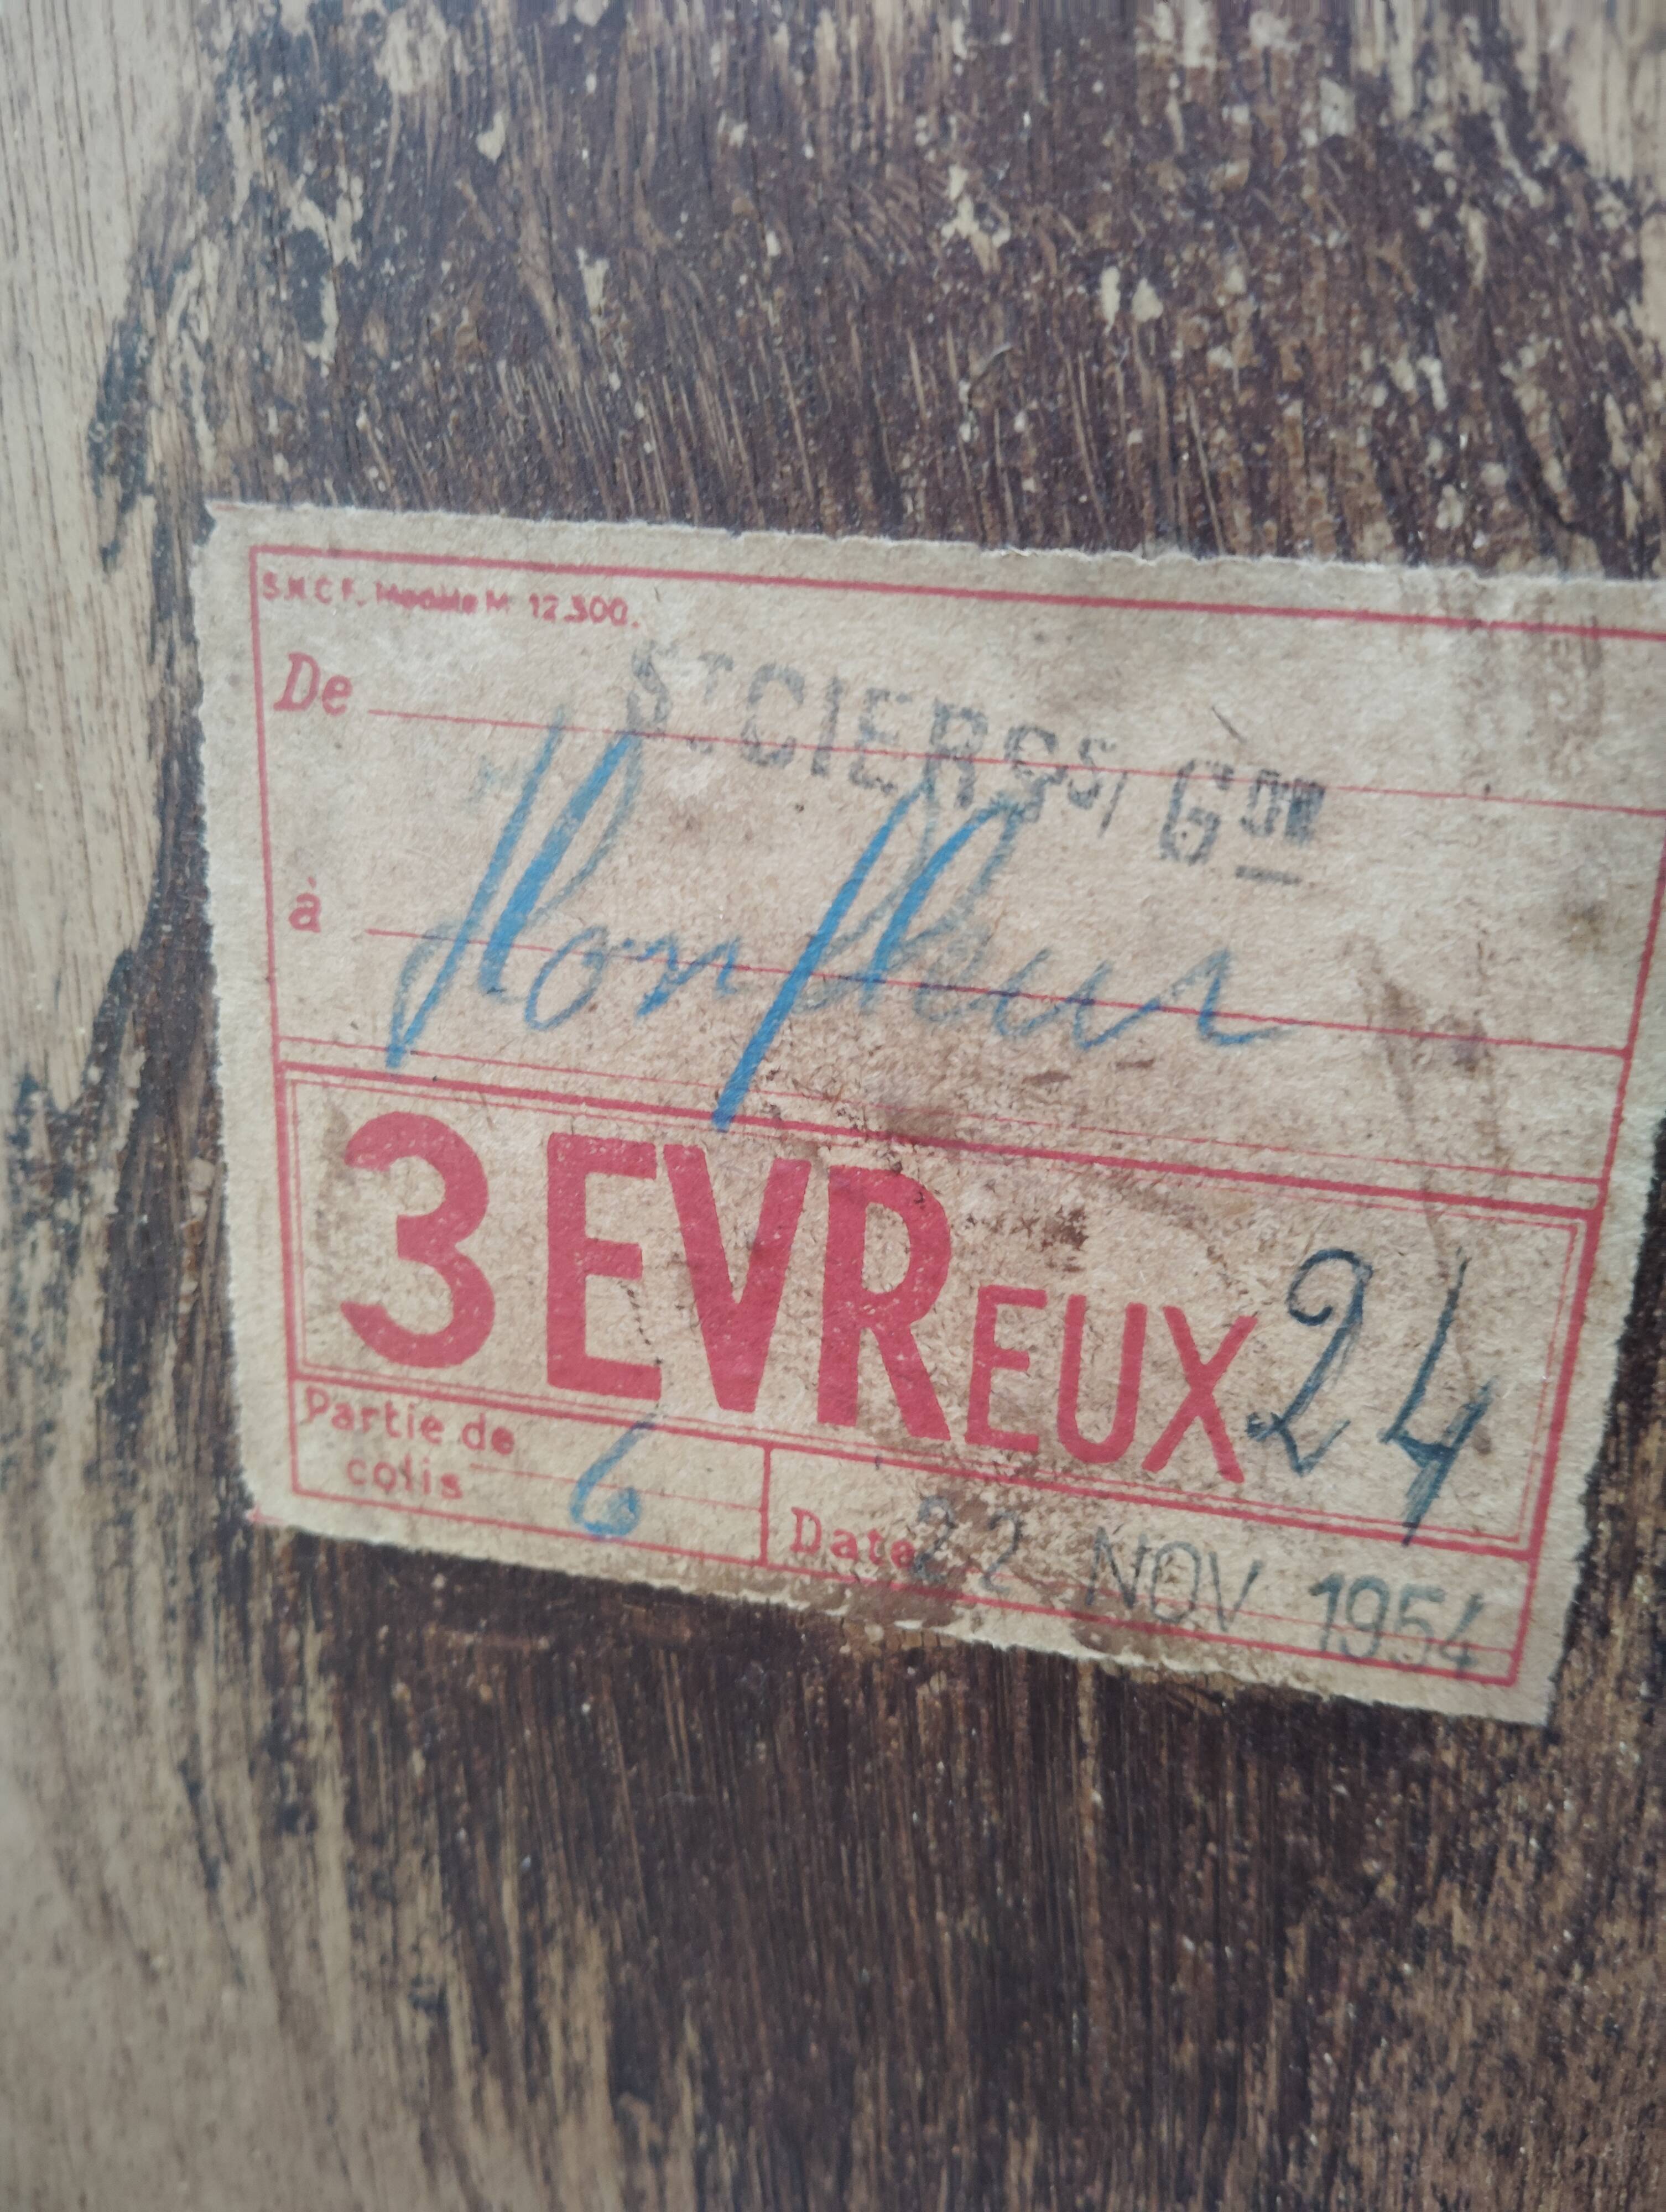 S.N.C.F. Modèle M 12.300.
De St CIERS s/ Gde
à Honfleur
3 EVREUX 24
Partie de
colis 6
Date 22 NOV 1954